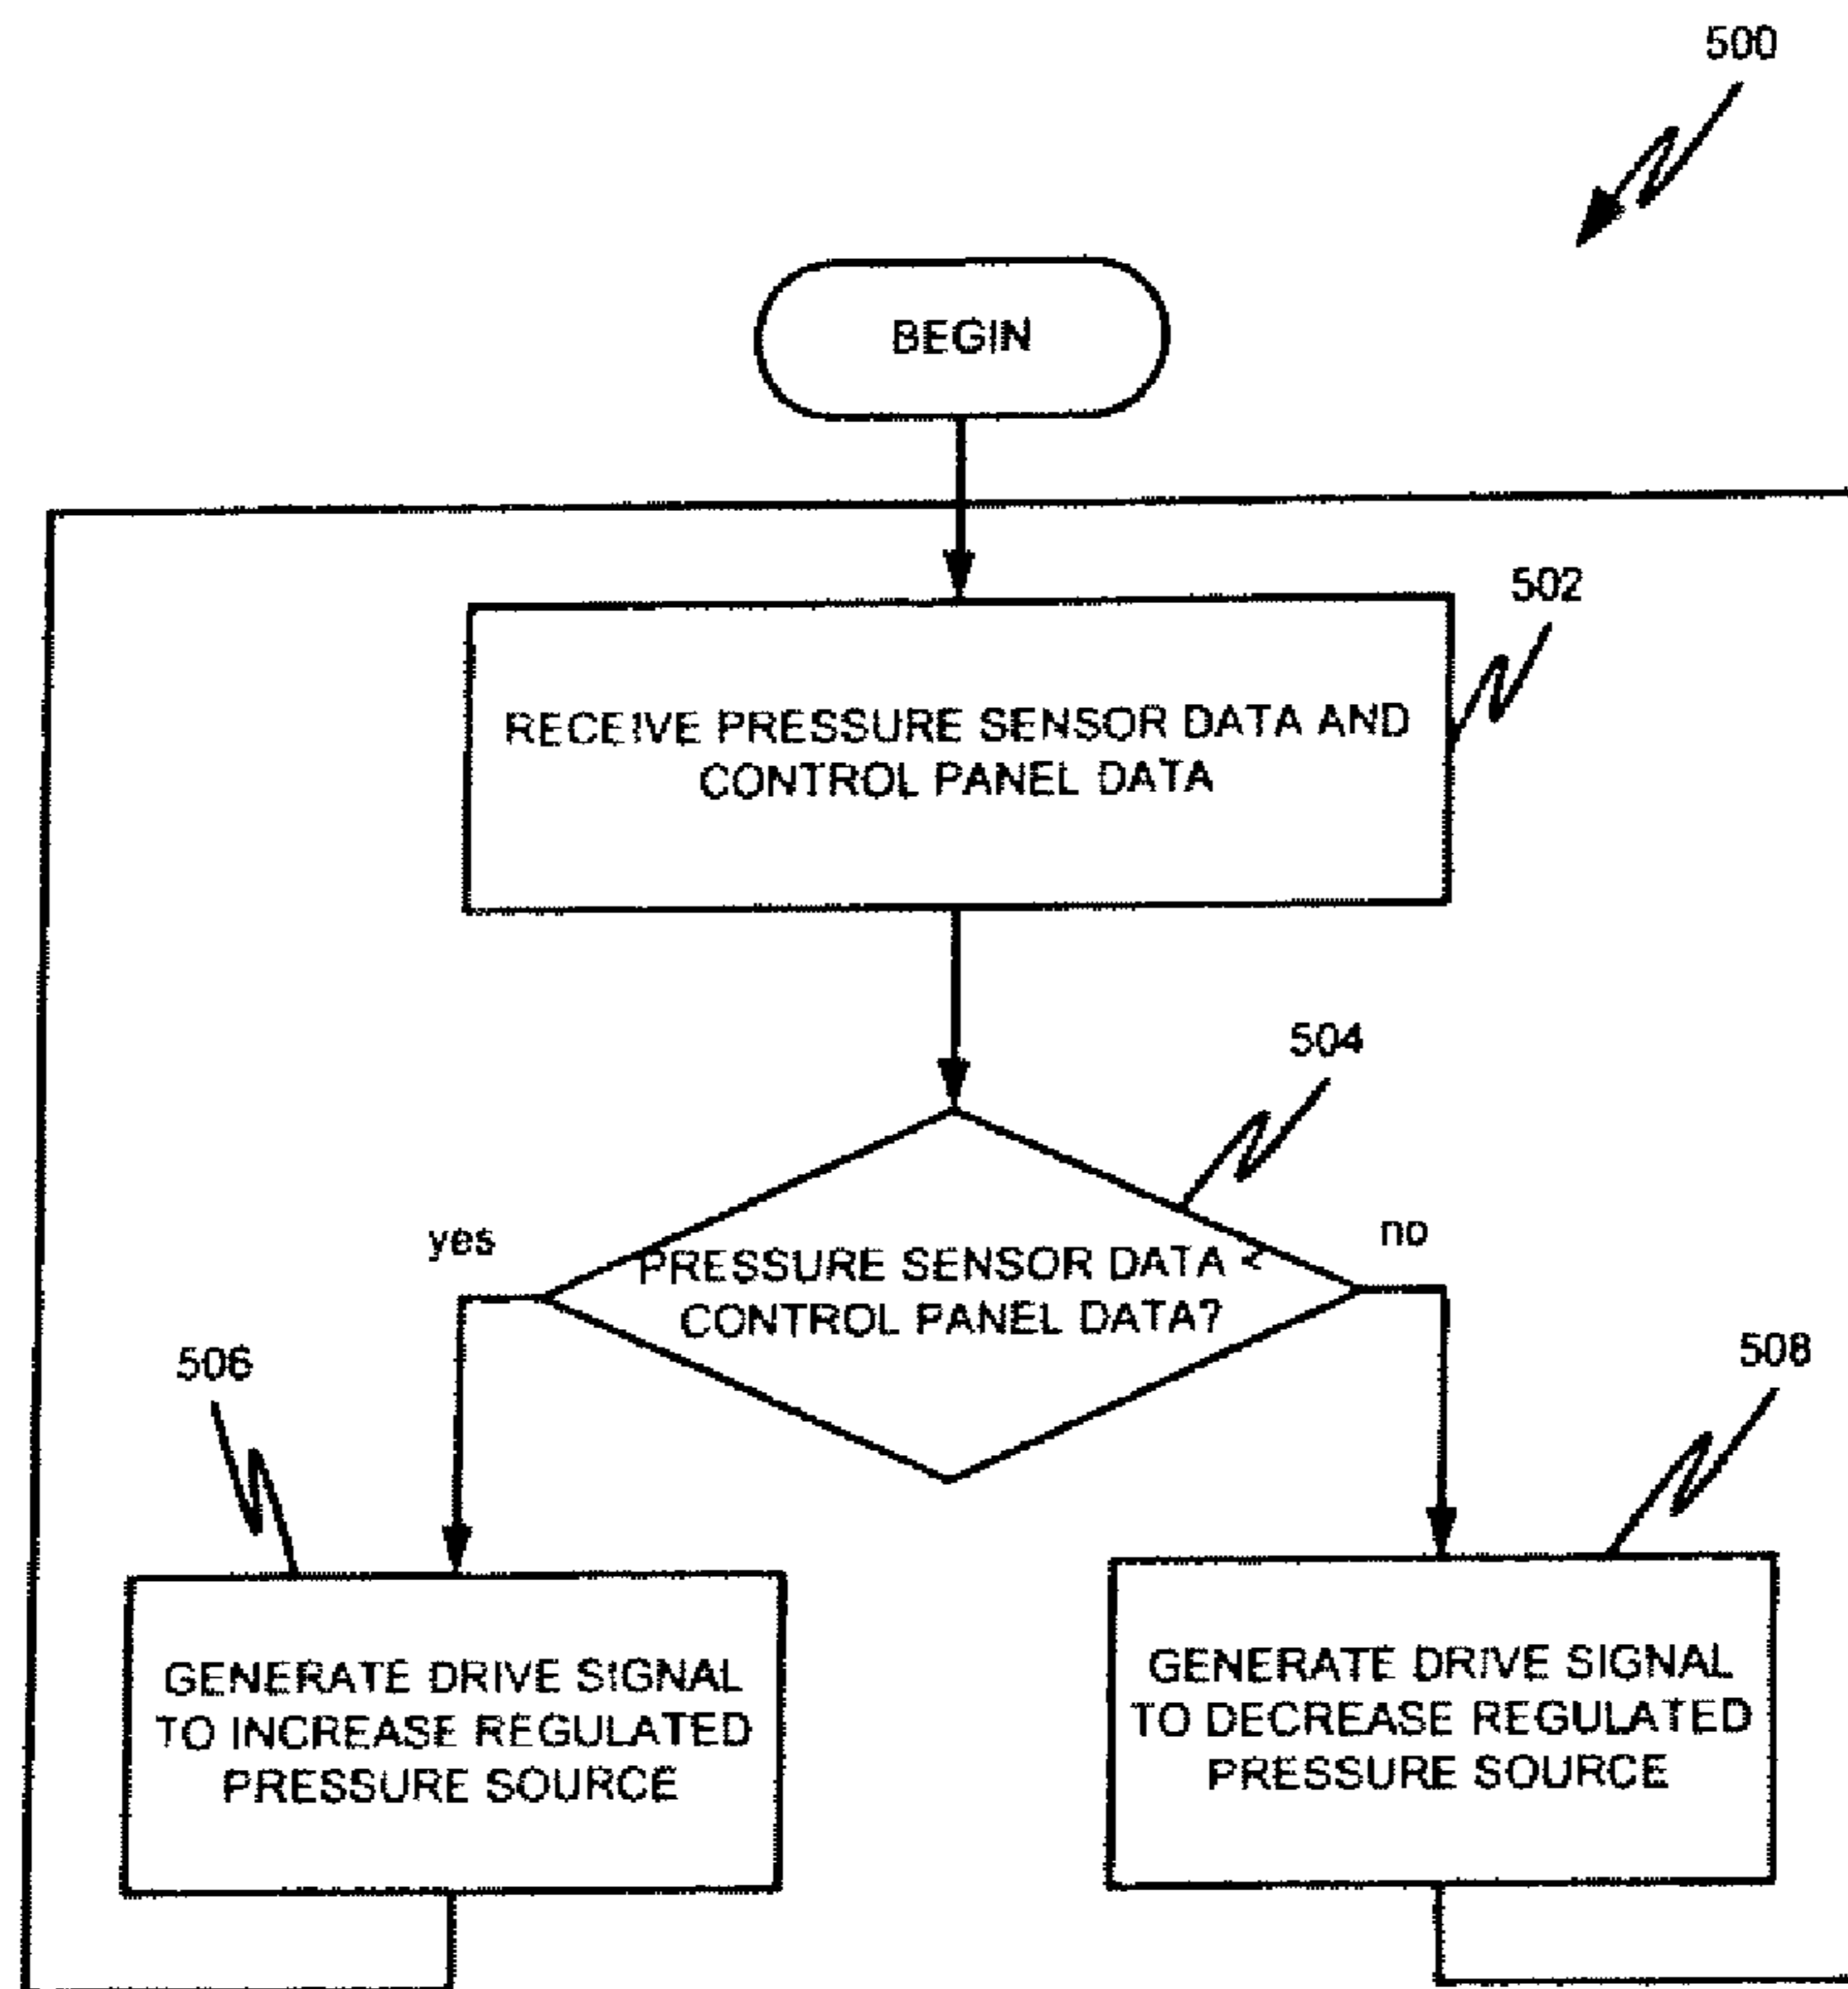 500
BEGIN
502
RECEIVE PRESSURE SENSOR DATA AND
CONTROL PANEL DATA
504
yes
no
PRESSURE SENSOR DATA <
CONTROL PANEL DATA?
506
508
GENERATE DRIVE SIGNAL
TO INCREASE REGULATED
PRESSURE SOURCE
GENERATE DRIVE SIGNAL
TO DECREASE REGULATED
PRESSURE SOURCE